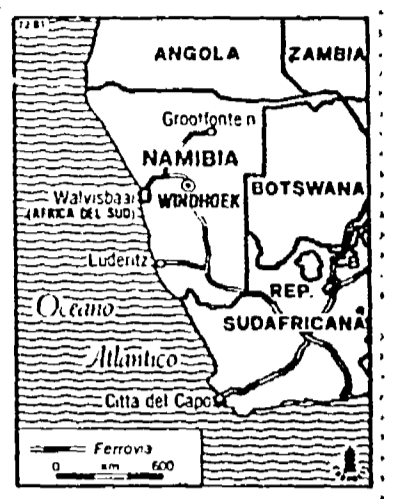 ANGOLA ZAMBIA
Grootfontein
NAMIBIA
BOTSWANA
Walvisbaai
(AFRICA DEL SUD)
WINDHOEK
Luderitz
REP.
SUDAFRICANA
Oceano
Atlantico
Città del Capo
Ferrovia
0 km 600